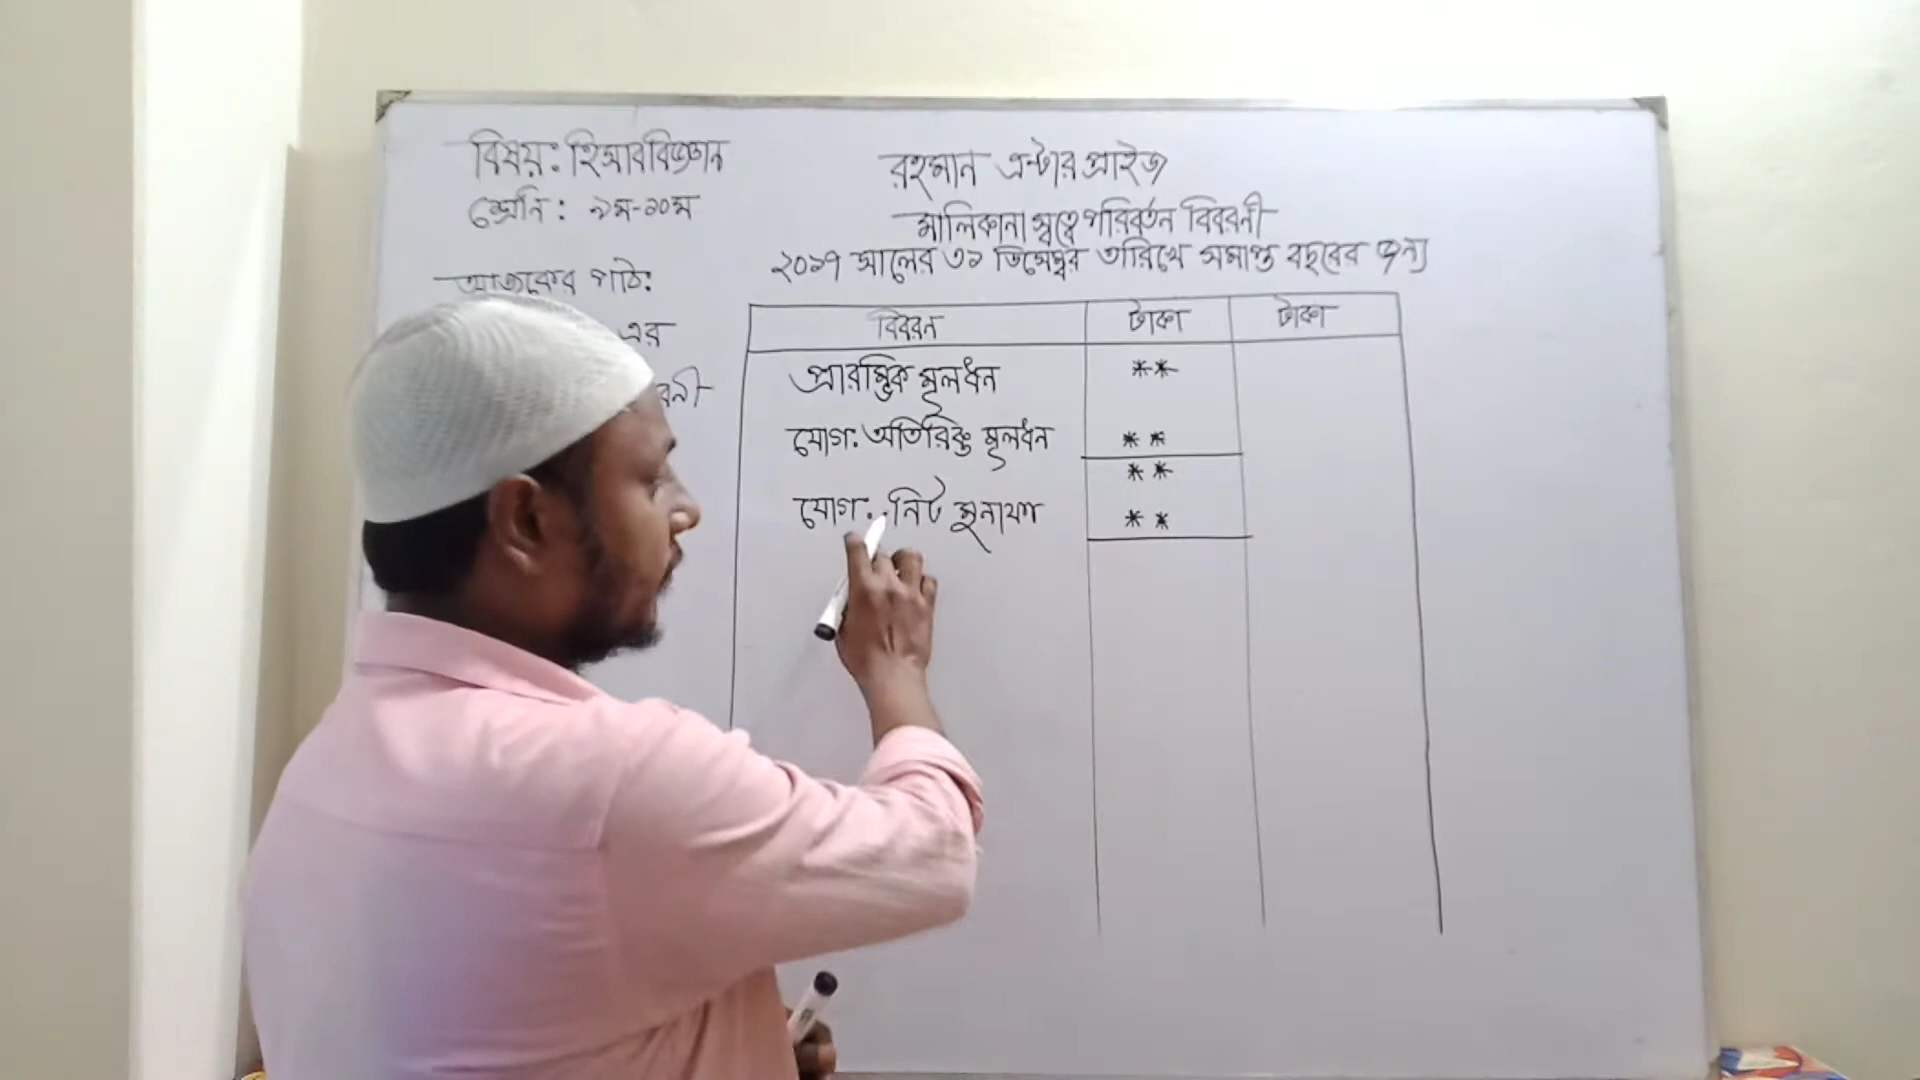 বিষয়: হিসাববিজ্ঞান
শ্রেনি: ৯ম-১০ম
আজকের পাঠ:
এর
রহমান এন্টারপ্রাইজ
মালিকানা স্বত্বে পরিবর্তন বিবরনী
২০১৭ সালের ৩১ ডিসেম্বর তারিখে সমাপ্ত বছরের জন্য
বিবরন টাকা টাকা
প্রারম্ভিক মূলধন **
যোগ: অতিরিক্ত মূলধন **
**
যোগ: নিট মুনাফা **